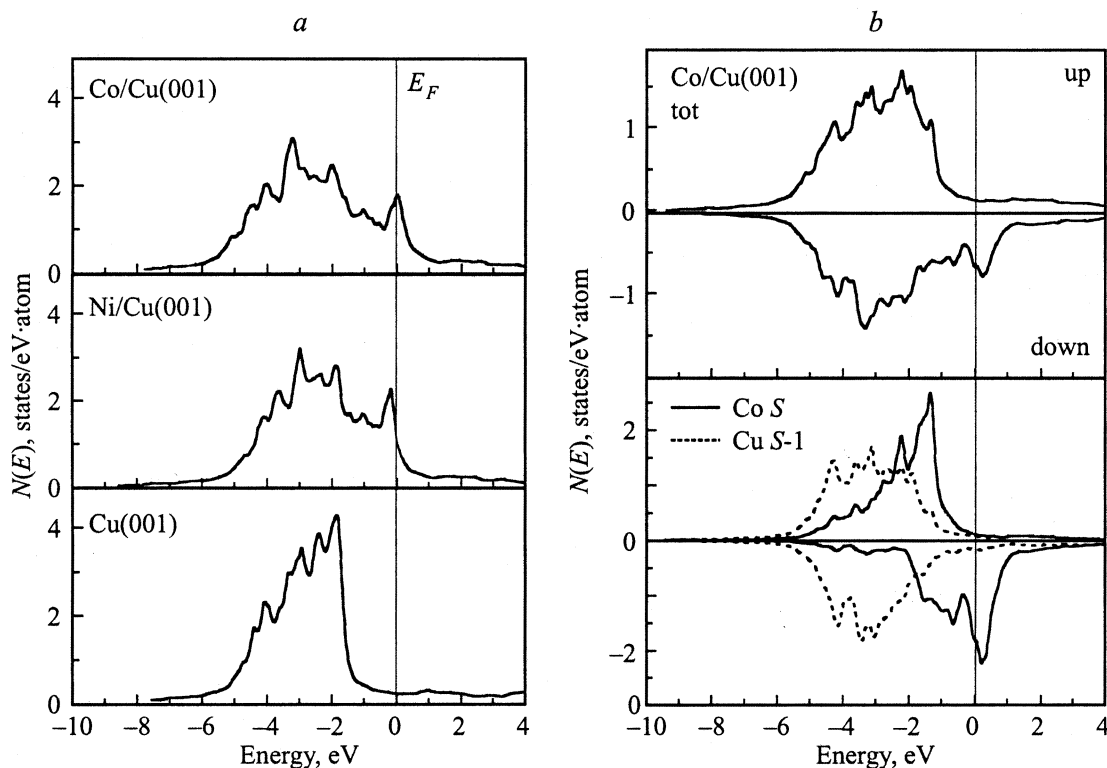 a
Co/Cu(001)
E_F
4
2
0
Ni/Cu(001)
4
2
0
Cu(001)
4
2
0
N(E), states/eV·atom
−10 −8 −6 −4 −2 0 2 4
Energy, eV
b
Co/Cu(001)
tot
up
down
1
0
−1
Co S
Cu S-1
2
0
−2
N(E), states/eV·atom
−10 −8 −6 −4 −2 0 2 4
Energy, eV